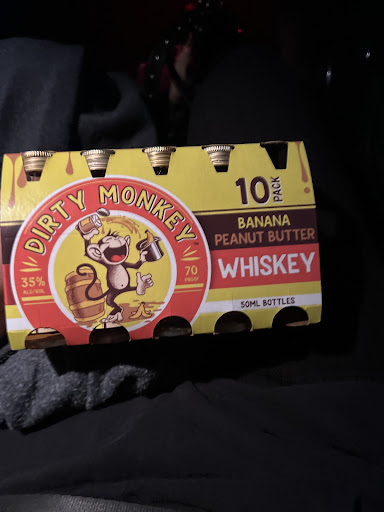 DIRTY MONKEY
35%
ALC/VOL
70
PROOF
10
PACK
BANANA
PEANUT BUTTER
WHISKEY
50ML BOTTLES